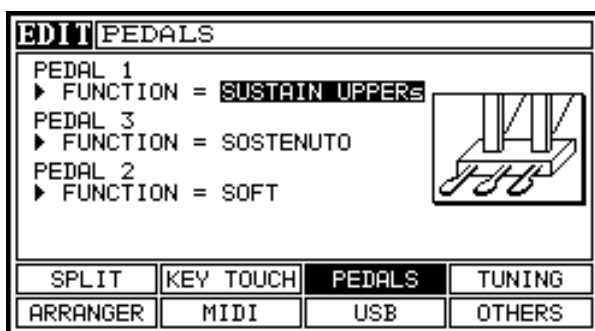 EDIT PEDALS
PEDAL 1
▶ FUNCTION = SUSTAIN UPPERs
PEDAL 3
▶ FUNCTION = SOSTENUTO
PEDAL 2
▶ FUNCTION = SOFT
SPLIT KEY TOUCH PEDALS TUNING
ARRANGER MIDI USB OTHERS